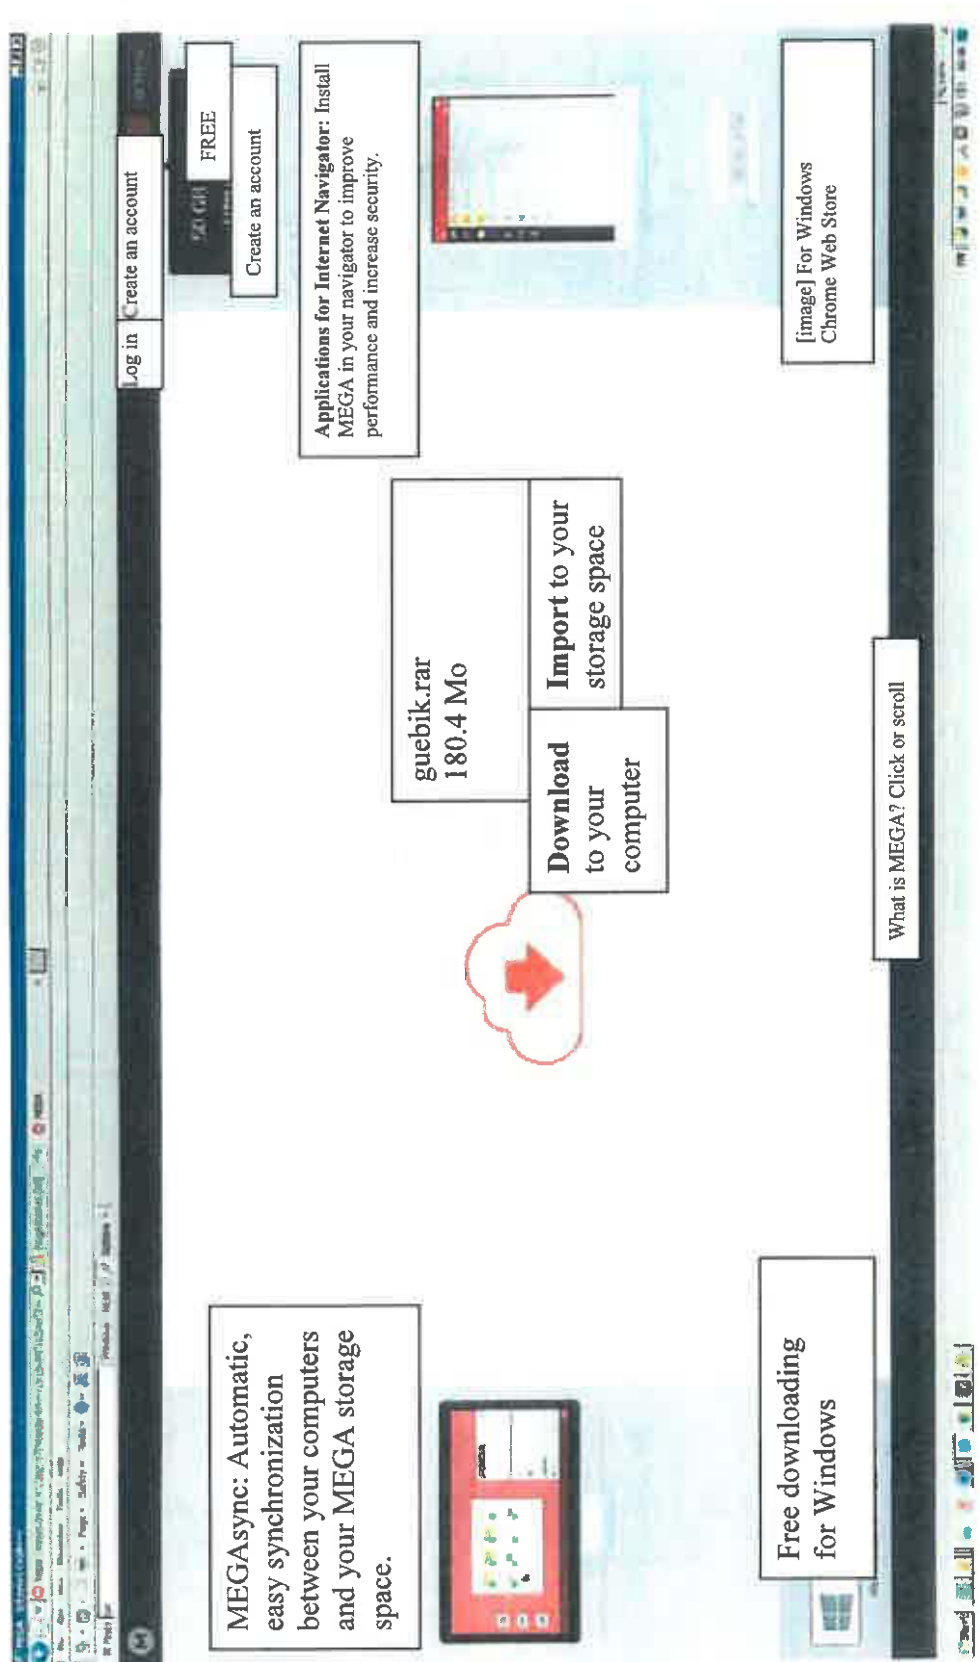 Log in
Create an account
50 GB
FREE
Create an account
MEGAsync: Automatic,
easy synchronization
between your computers
and your MEGA storage
space.
guebik.rar
180.4 Mo
Download
to your
computer
Import to your
storage space
Applications for Internet Navigator: Install
MEGA in your navigator to improve
performance and increase security.
Free downloading
for Windows
[image] For Windows
Chrome Web Store
What is MEGA? Click or scroll
Start